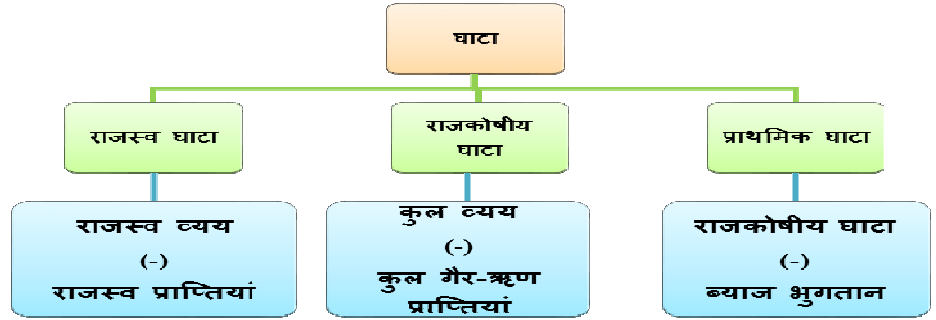 घाटा
राजस्व घाटा
राजकोषीय
घाटा
प्राथमिक घाटा
राजस्व व्यय
(-)
राजस्व प्राप्तियां
कुल व्यय
(-)
कुल गैर-ऋण
प्राप्तियां
राजकोषीय घाटा
(-)
ब्याज भुगतान